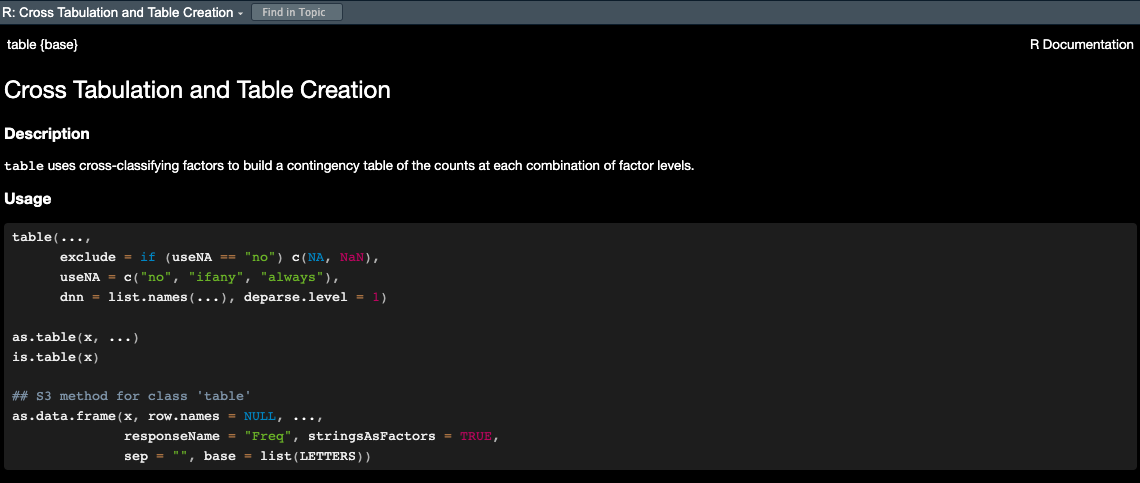 R: Cross Tabulation and Table Creation Find in Topic
table {base} R Documentation
Cross Tabulation and Table Creation
Description
table uses cross-classifying factors to build a contingency table of the counts at each combination of factor levels.
Usage
table(...,
      exclude = if (useNA == "no") c(NA, NaN),
      useNA = c("no", "ifany", "always"),
      dnn = list.names(...), deparse.level = 1)
as.table(x, ...)
is.table(x)
## S3 method for class 'table'
as.data.frame(x, row.names = NULL, ...,
              responseName = "Freq", stringsAsFactors = TRUE,
              sep = "", base = list(LETTERS))